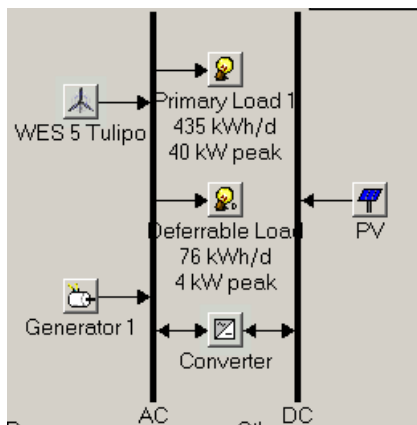 Primary Load 1
435 kWh/d
40 kW peak
WES 5 Tulipo
Deferrable Load
76 kWh/d
4 kW peak
PV
Generator 1
Converter
AC
DC